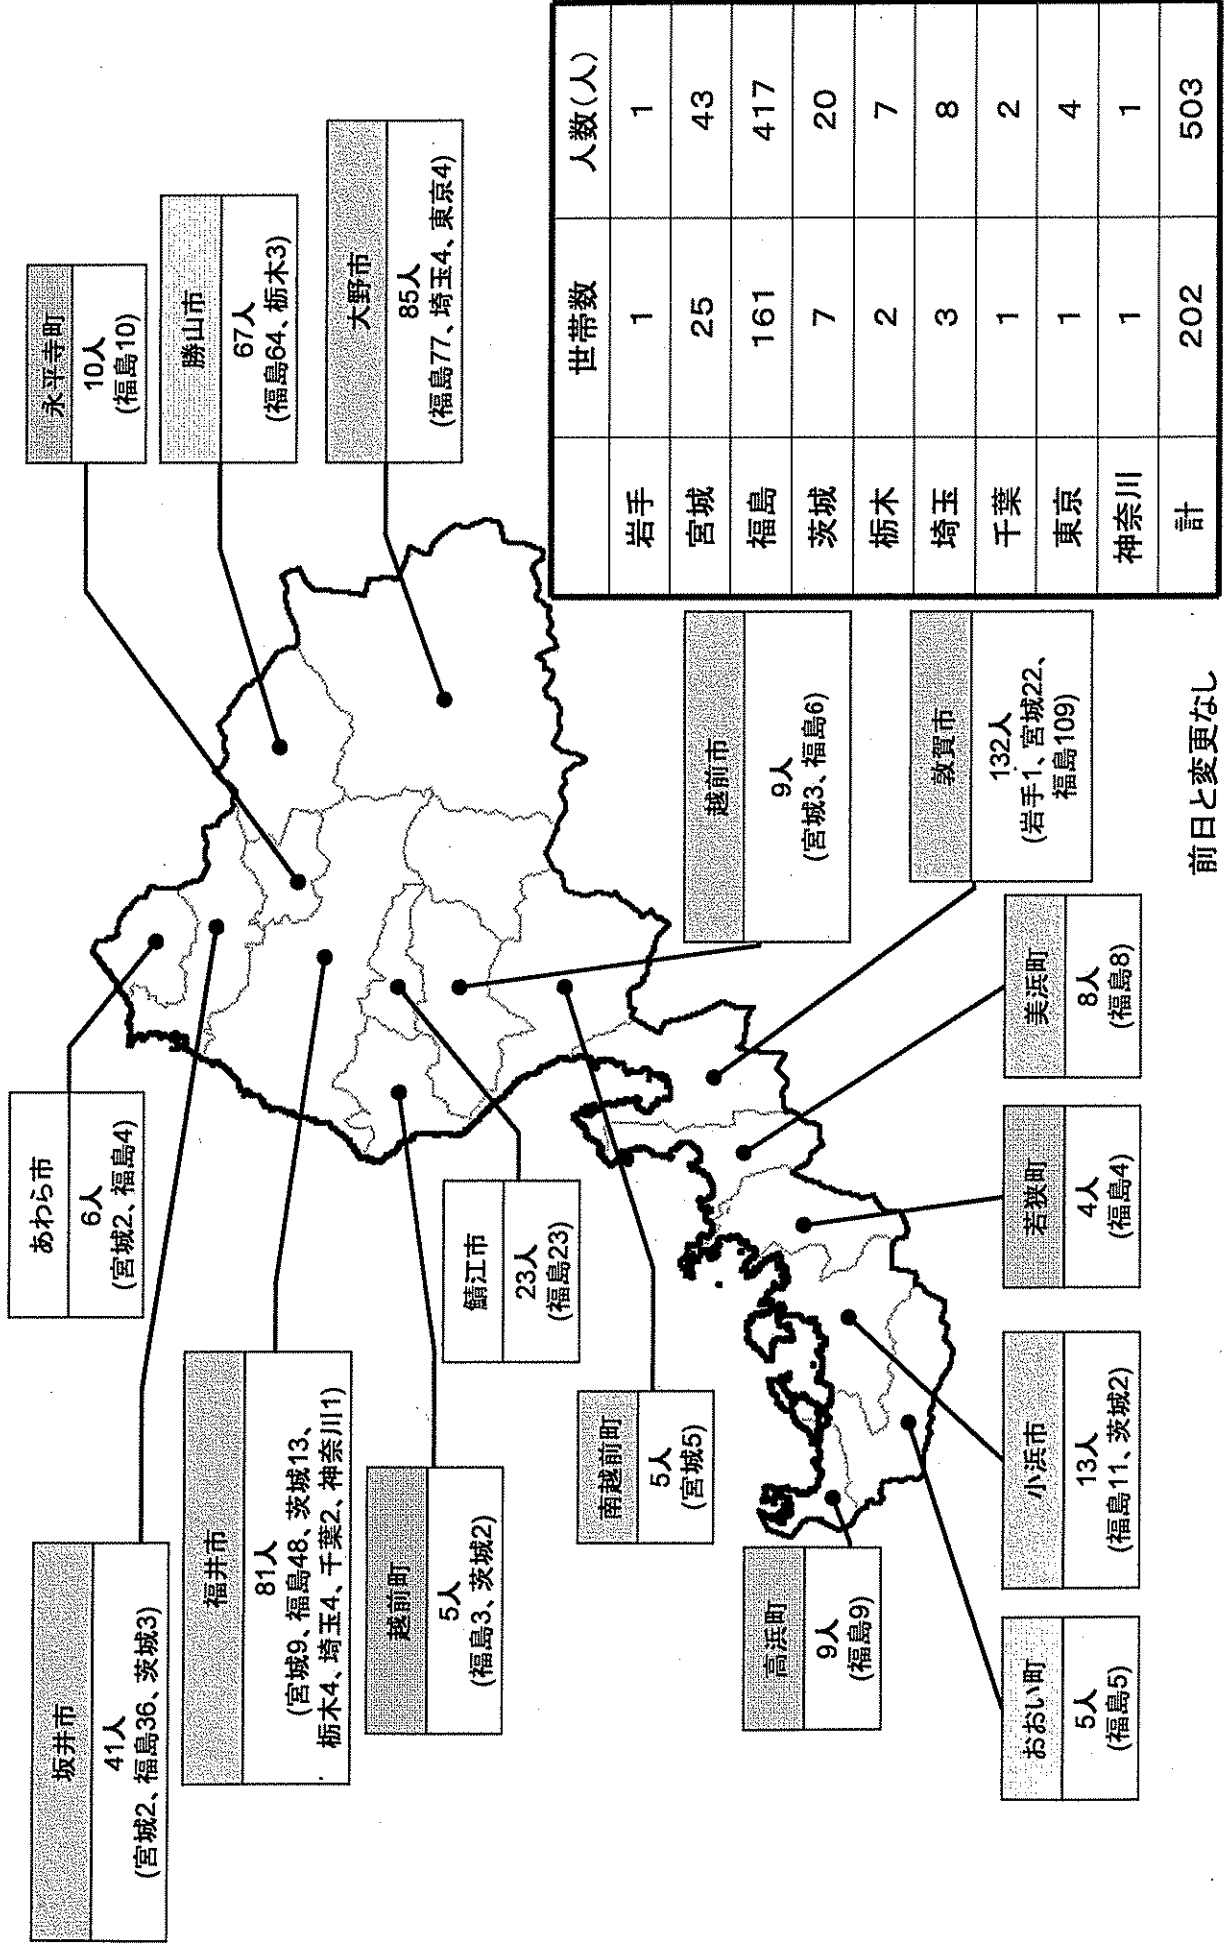 坂井市
41人
(宮城2、福島36、茨城3)
あわら市
6人
(宮城2、福島4)
永平寺町
10人
(福島10)
勝山市
67人
(福島64、栃木3)
大野市
85人
(福島77、埼玉4、東京4)
福井市
81人
(宮城9、福島48、茨城13、
栃木4、埼玉4、千葉2、神奈川1)
越前町
5人
(福島3、茨城2)
鯖江市
23人
(福島23)
南越前町
5人
(宮城5)
越前市
9人
(宮城3、福島6)
敦賀市
132人
(岩手1、宮城22、
福島109)
高浜町
9人
(福島9)
おおい町
5人
(福島5)
小浜市
13人
(福島11、茨城2)
若狭町
4人
(福島4)
美浜町
8人
(福島8)
世帯数 人数(人)
岩手 1 1
宮城 25 43
福島 161 417
茨城 7 20
栃木 2 7
埼玉 3 8
千葉 1 2
東京 1 4
神奈川 1 1
計 202 503
前日と変更なし